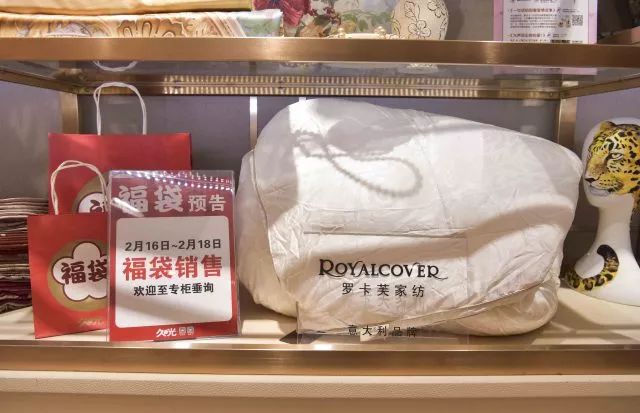 福袋
福袋预告
2月16日~2月18日
福袋销售
欢迎至专柜垂询
久光
ROYALCOVER
罗卡芙家纺
意大利品牌